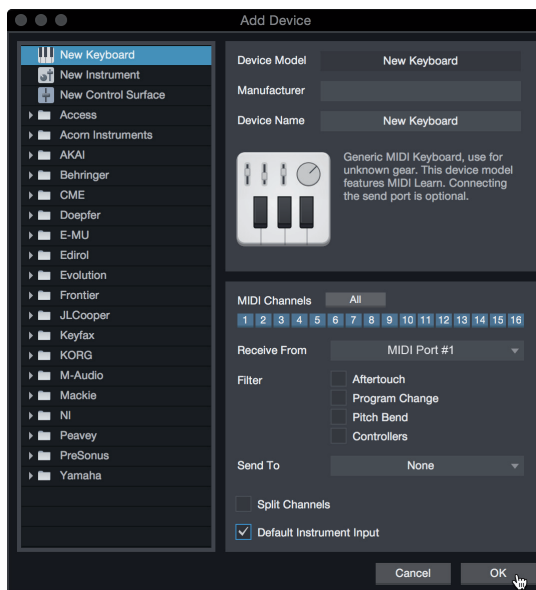 Add Device
New Keyboard
New Instrument
New Control Surface
Access
Acorn Instruments
AKAI
Behringer
CME
Doepfer
E-MU
Edirol
Evolution
Frontier
JLCooper
Keyfax
KORG
M-Audio
Mackie
NI
Peavey
PreSonus
Yamaha
Device Model New Keyboard
Manufacturer
Device Name New Keyboard
Generic MIDI Keyboard, use for
unknown gear. This device model
features MIDI Learn. Connecting
the send port is optional.
MIDI Channels All
1 2 3 4 5 6 7 8 9 10 11 12 13 14 15 16
Receive From MIDI Port #1
Filter Aftertouch
Program Change
Pitch Bend
Controllers
Send To None
Split Channels
Default Instrument Input
Cancel OK